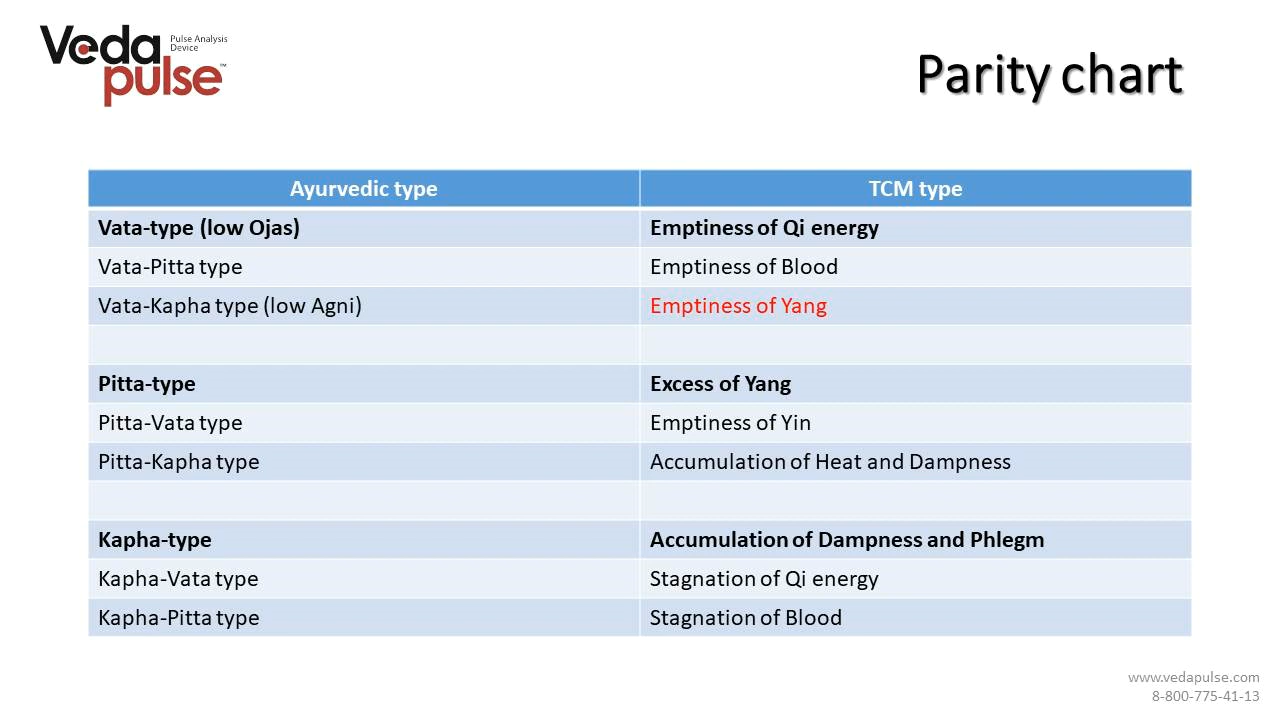 Veda
pulse™
Pulse Analysis
Device
Parity chart
Ayurvedic type TCM type
Vata-type (low Ojas) Emptiness of Qi energy
Vata-Pitta type Emptiness of Blood
Vata-Kapha type (low Agni) Emptiness of Yang
Pitta-type Excess of Yang
Pitta-Vata type Emptiness of Yin
Pitta-Kapha type Accumulation of Heat and Dampness
Kapha-type Accumulation of Dampness and Phlegm
Kapha-Vata type Stagnation of Qi energy
Kapha-Pitta type Stagnation of Blood
www.vedapulse.com
8-800-775-41-13